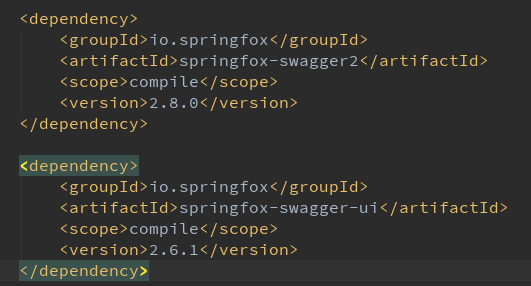 <dependency>
<groupId>io.springfox</groupId>
<artifactId>springfox-swagger2</artifactId>
<scope>compile</scope>
<version>2.8.0</version>
</dependency>
<dependency>
<groupId>io.springfox</groupId>
<artifactId>springfox-swagger-ui</artifactId>
<scope>compile</scope>
<version>2.6.1</version>
</dependency>